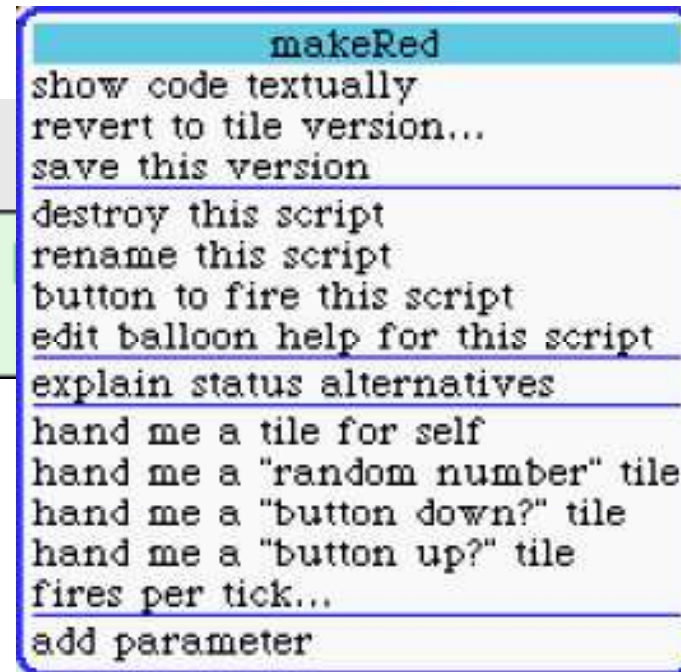 makeRed
show code textually
revert to tile version...
save this version
destroy this script
rename this script
button to fire this script
edit balloon help for this script
explain status alternatives
hand me a tile for self
hand me a "random number" tile
hand me a "button down?" tile
hand me a "button up?" tile
fires per tick...
add parameter